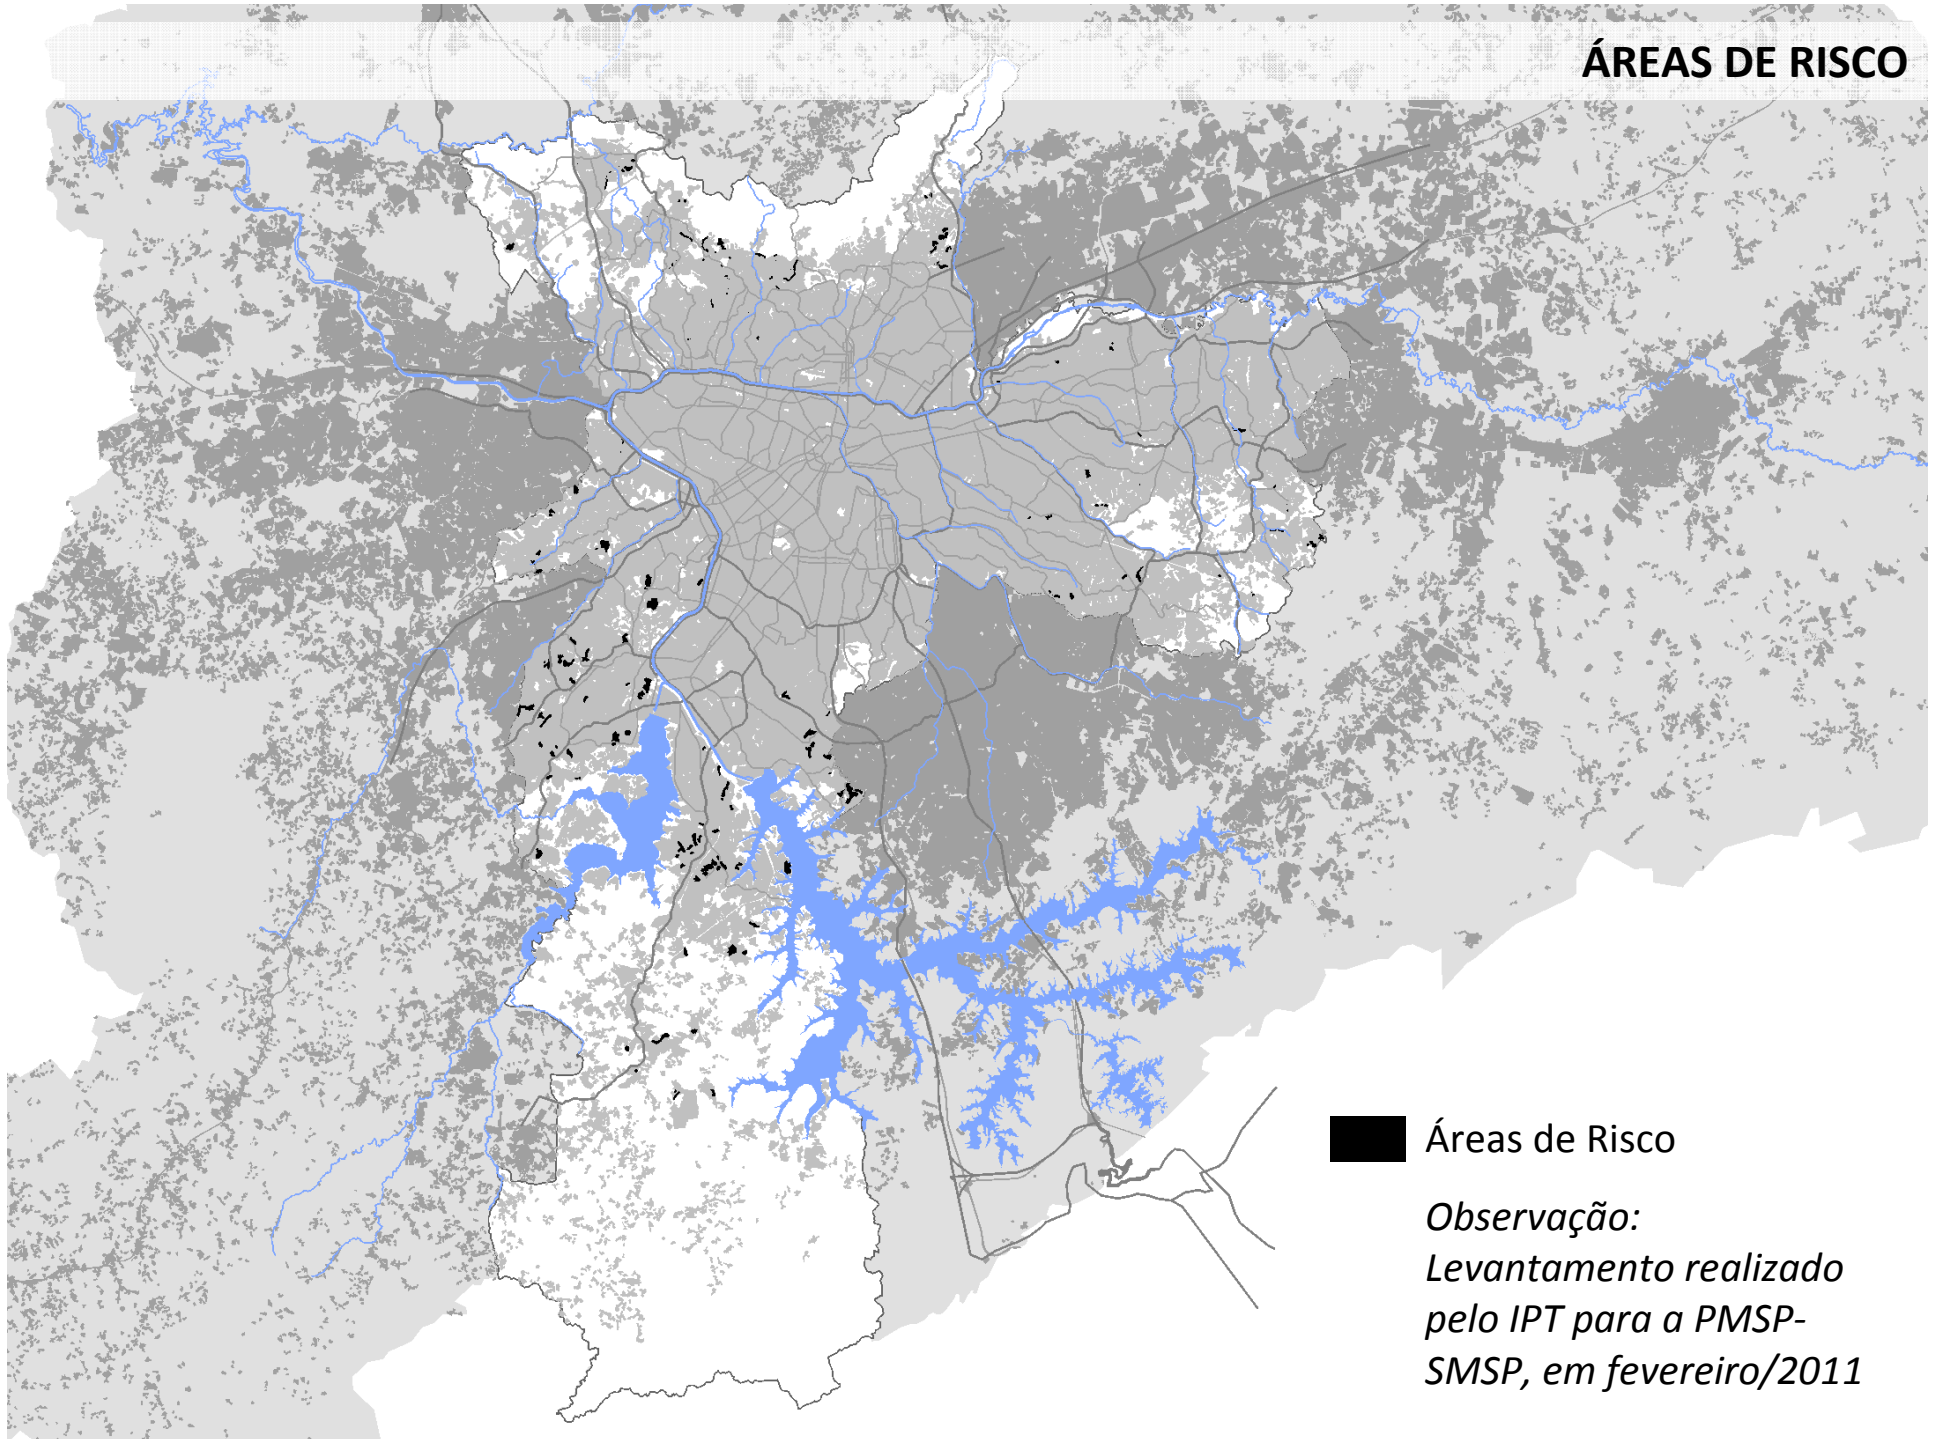 ÁREAS DE RISCO
Áreas de Risco
Observação:
Levantamento realizado
pelo IPT para a PMSP-
SMSP, em fevereiro/2011